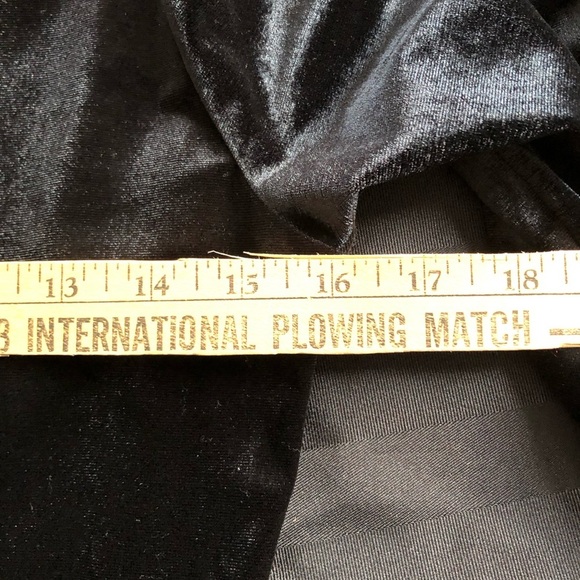 13 14 15 16 17 18
3 INTERNATIONAL PLOWING MATCH —